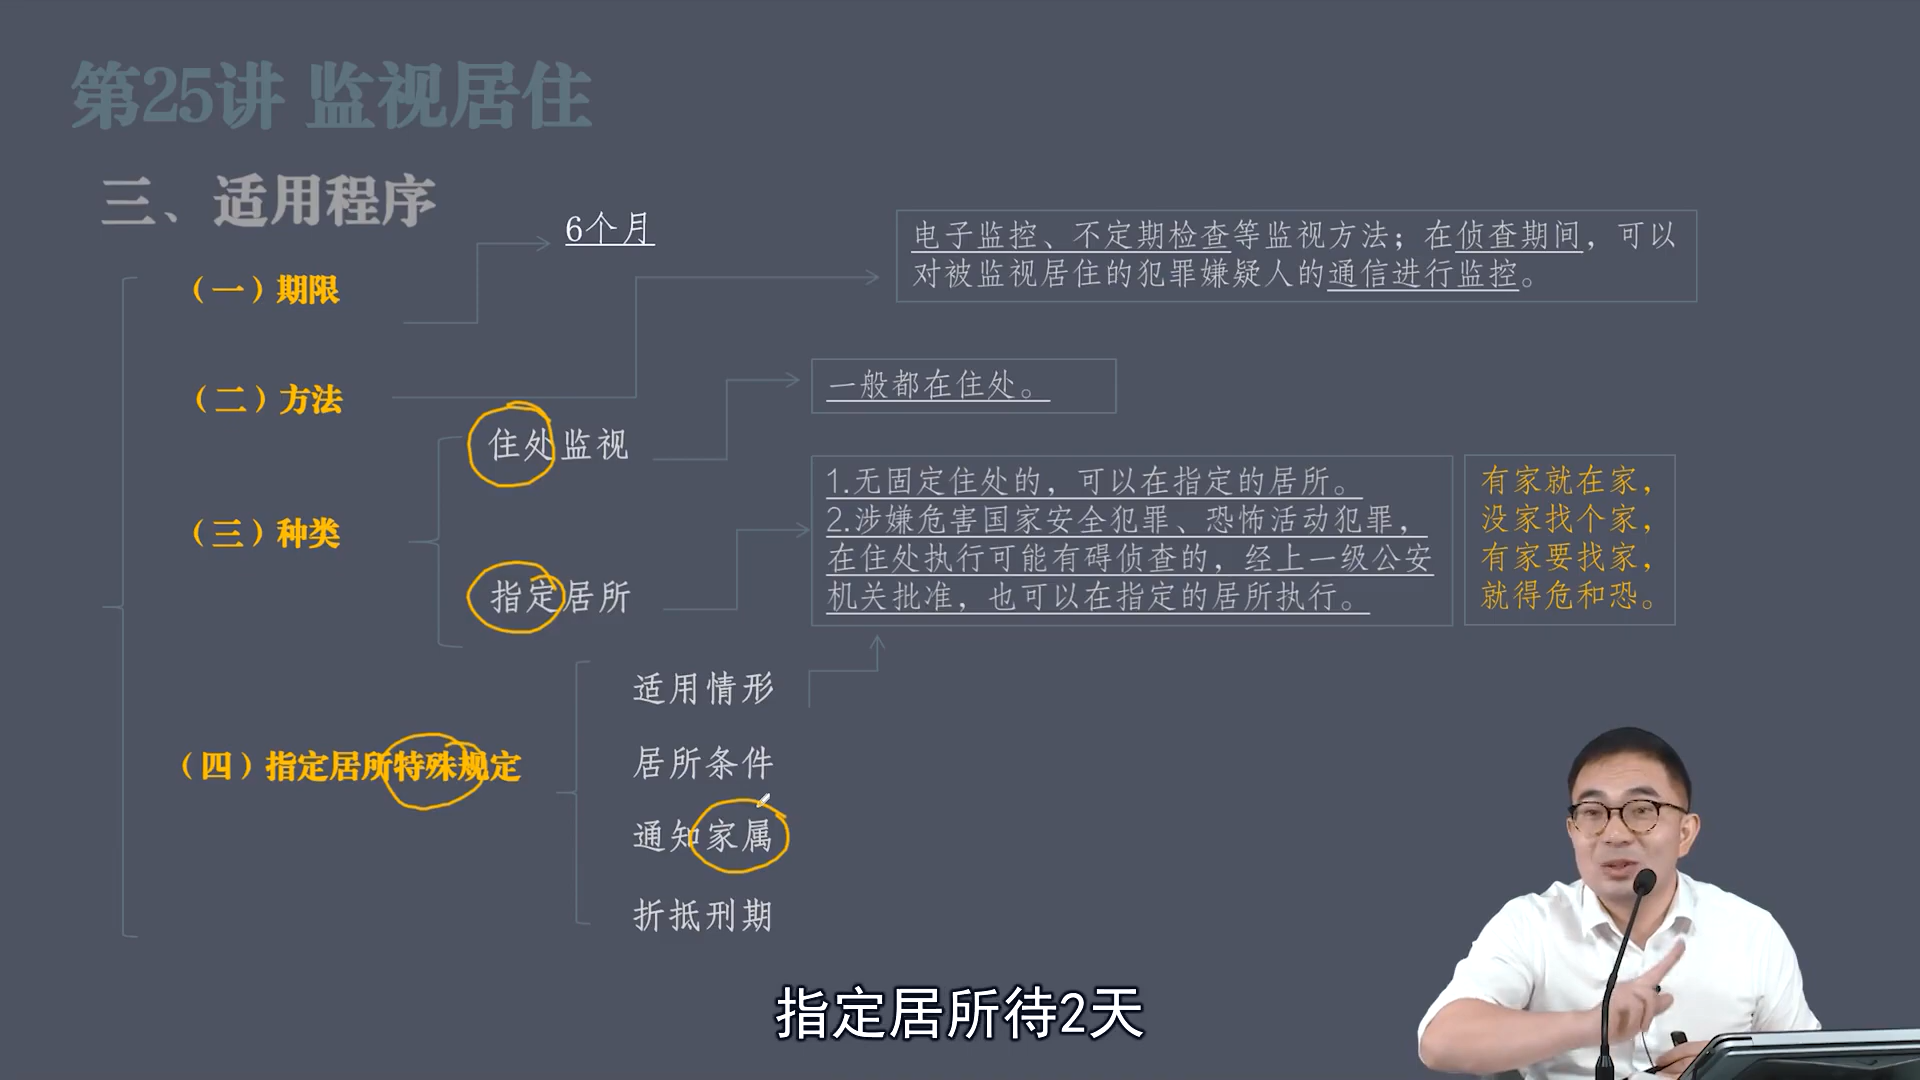 第25讲 监视居住
三、适用程序
（一）期限
6个月
电子监控、不定期检查等监视方法；在侦查期间，可以
对被监视居住的犯罪嫌疑人的通信进行监控。
（二）方法
（三）种类
住处监视
一般都在住处。
指定居所
1.无固定住处的，可以在指定的居所。
2.涉嫌危害国家安全犯罪、恐怖活动犯罪，
在住处执行可能有碍侦查的，经上一级公安
机关批准，也可以在指定的居所执行。
有家就在家，
没家找个家，
有家要找家，
就得危和恐。
（四）指定居所特殊规定
适用情形
居所条件
通知家属
折抵刑期
指定居所待2天